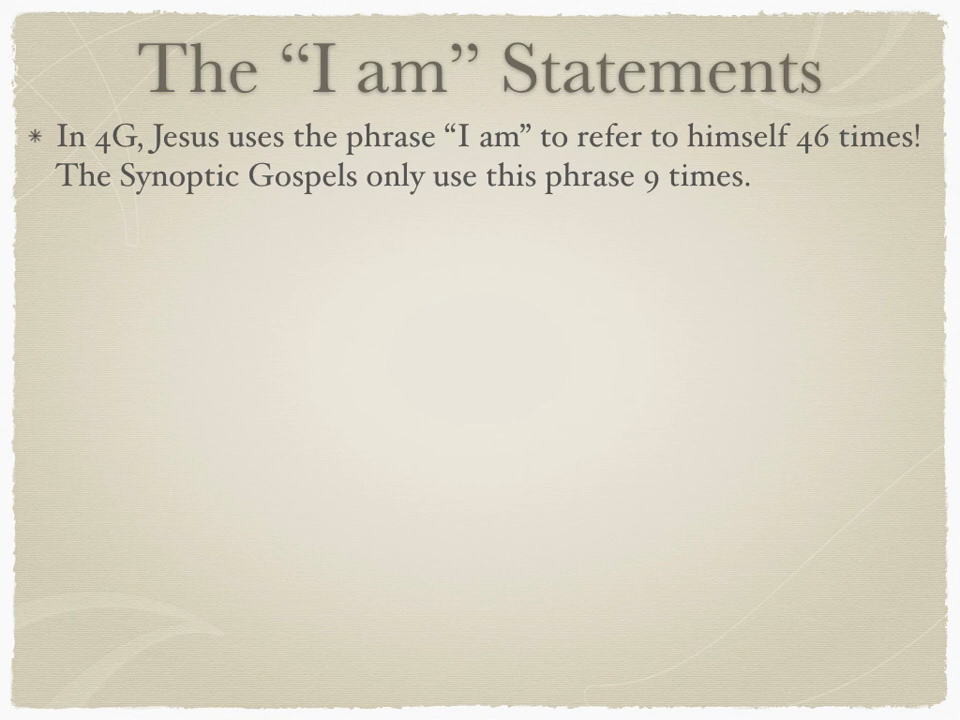 The “I am” Statements
In 4G, Jesus uses the phrase “I am” to refer to himself 46 times!
The Synoptic Gospels only use this phrase 9 times.